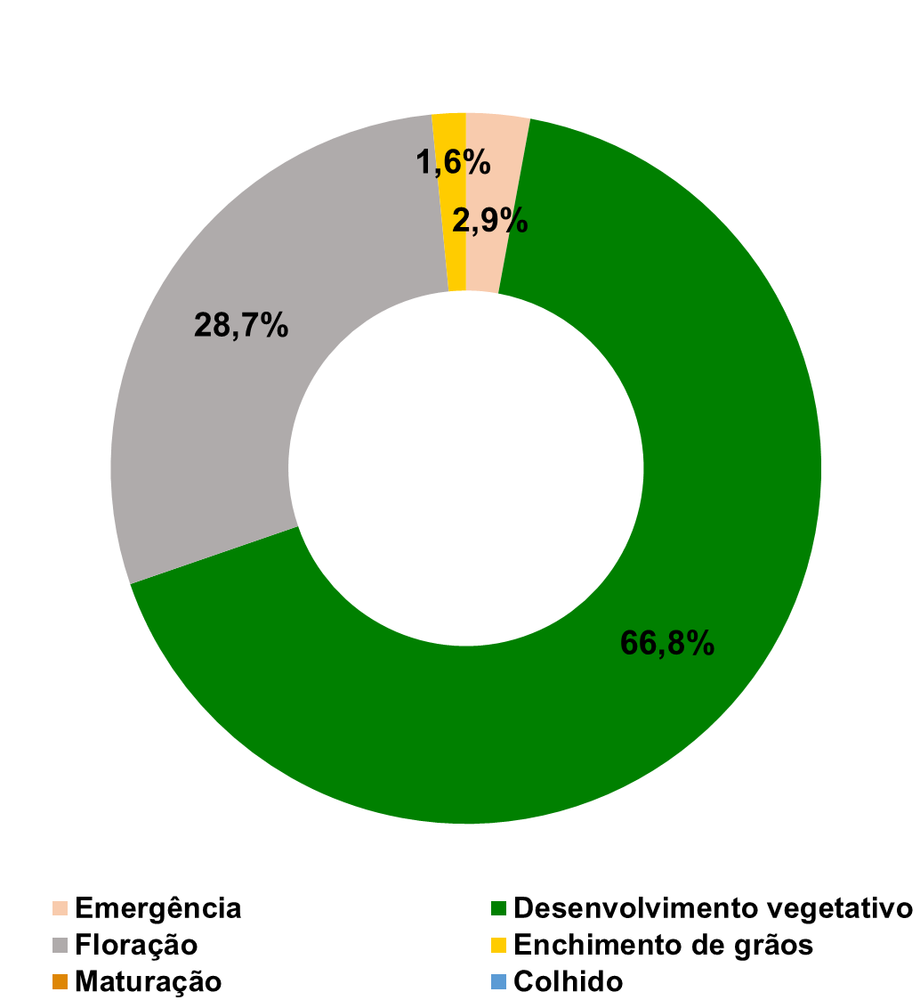 1,6%
2,9%
28,7%
66,8%
Emergência
Desenvolvimento vegetativo
Floração
Enchimento de grãos
Maturação
Colhido